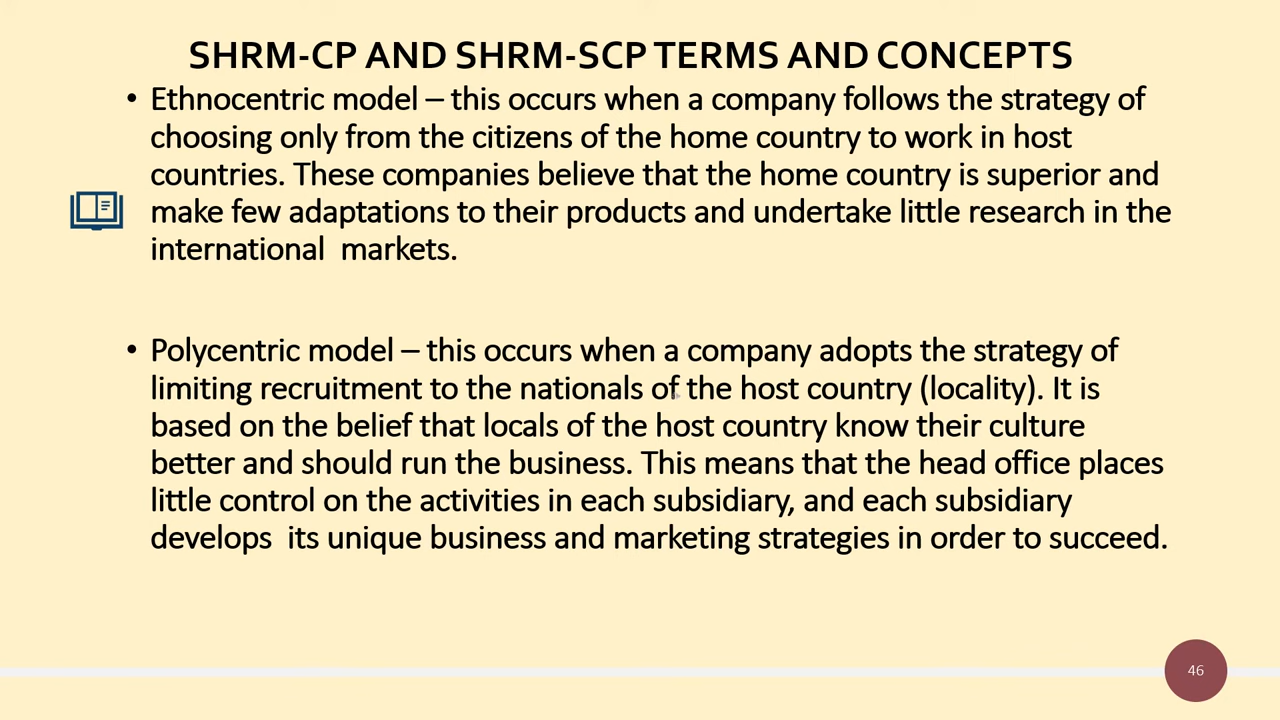 SHRM-CP AND SHRM-SCP TERMS AND CONCEPTS
• Ethnocentric model – this occurs when a company follows the strategy of
choosing only from the citizens of the home country to work in host
countries. These companies believe that the home country is superior and
make few adaptations to their products and undertake little research in the
international  markets.
• Polycentric model – this occurs when a company adopts the strategy of
limiting recruitment to the nationals of the host country (locality). It is
based on the belief that locals of the host country know their culture
better and should run the business. This means that the head office places
little control on the activities in each subsidiary, and each subsidiary
develops  its unique business and marketing strategies in order to succeed.
46